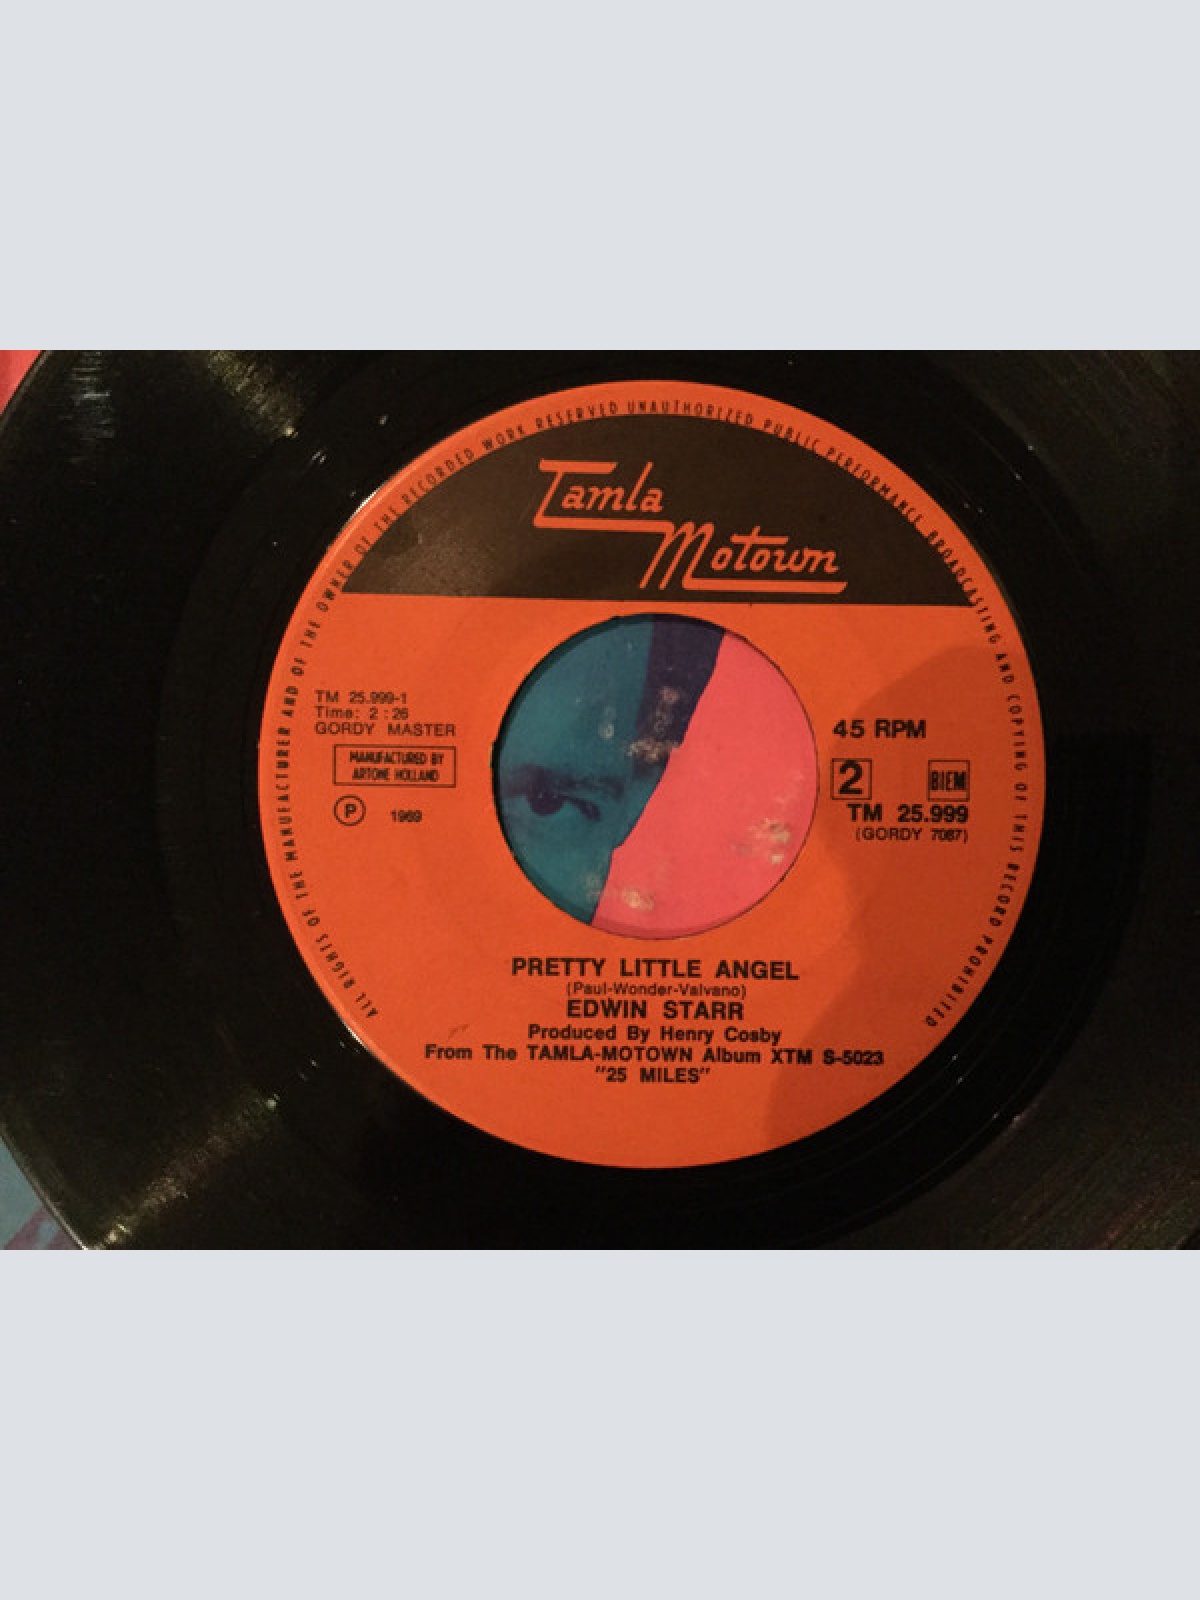 ALL RIGHTS OF THE MANUFACTURER AND OF THE OWNER OF THE RECORDED WORK RESERVED UNAUTHORIZED PUBLIC PERFORMANCE BROADCASTING AND COPYING OF THIS RECORD PROHIBITED
Tamla
Motown
TM 25.999-1
Time: 2:26
GORDY MASTER
MANUFACTURED BY
ARTONE HOLLAND
P 1969
45 RPM
2 BIEM
TM 25.999
(GORDY 7087)
PRETTY LITTLE ANGEL
(Paul-Wonder-Valvano)
EDWIN STARR
Produced By Henry Cosby
From The TAMLA-MOTOWN Album XTM S-5023
"25 MILES"